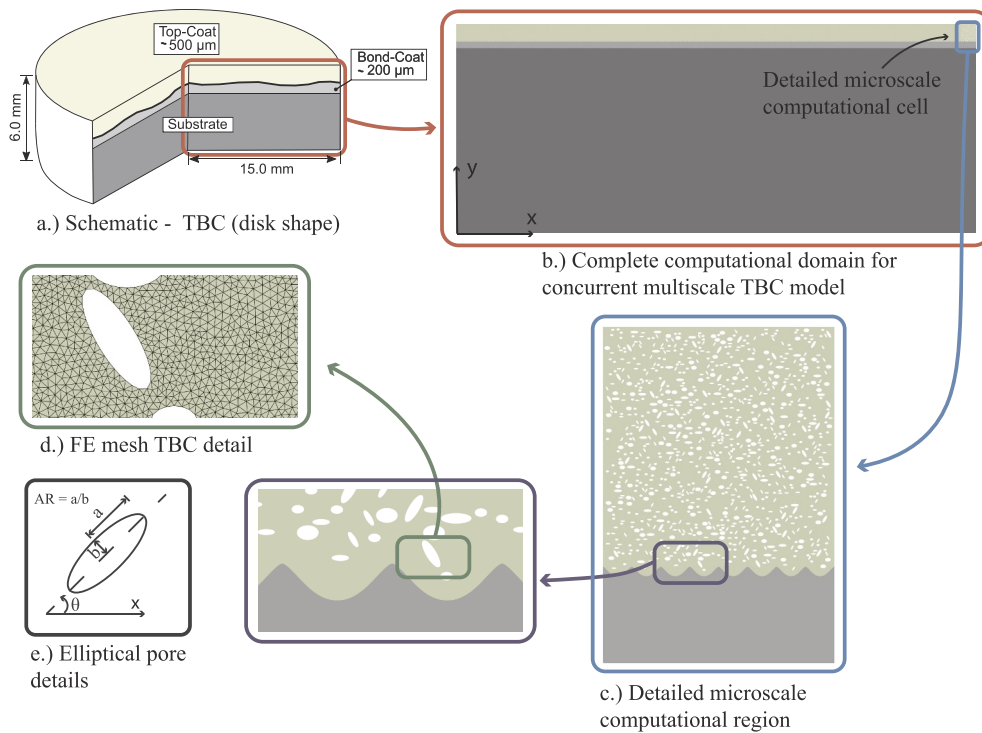 Top-Coat
~ 500 μm
Bond-Coat
~ 200 μm
6.0 mm
Substrate
15.0 mm
a.) Schematic - TBC (disk shape)
Detailed microscale
computational cell
y
x
b.) Complete computational domain for
concurrent multiscale TBC model
d.) FE mesh TBC detail
AR = a/b
a
b
θ
x
e.) Elliptical pore
details
c.) Detailed microscale
computational region